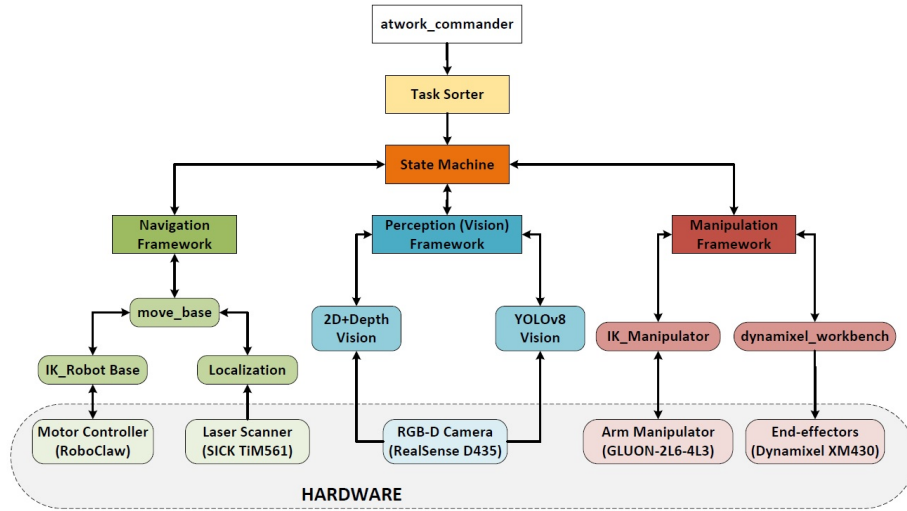 atwork_commander
Task Sorter
State Machine
Navigation
Framework
Perception (Vision)
Framework
Manipulation
Framework
move_base
2D+Depth
Vision
YOLOv8
Vision
IK_Manipulator
dynamixel_workbench
IK_Robot Base
Localization
Motor Controller
(RoboClaw)
Laser Scanner
(SICK TiM561)
RGB-D Camera
(RealSense D435)
Arm Manipulator
(GLUON-2L6-4L3)
End-effectors
(Dynamixel XM430)
HARDWARE